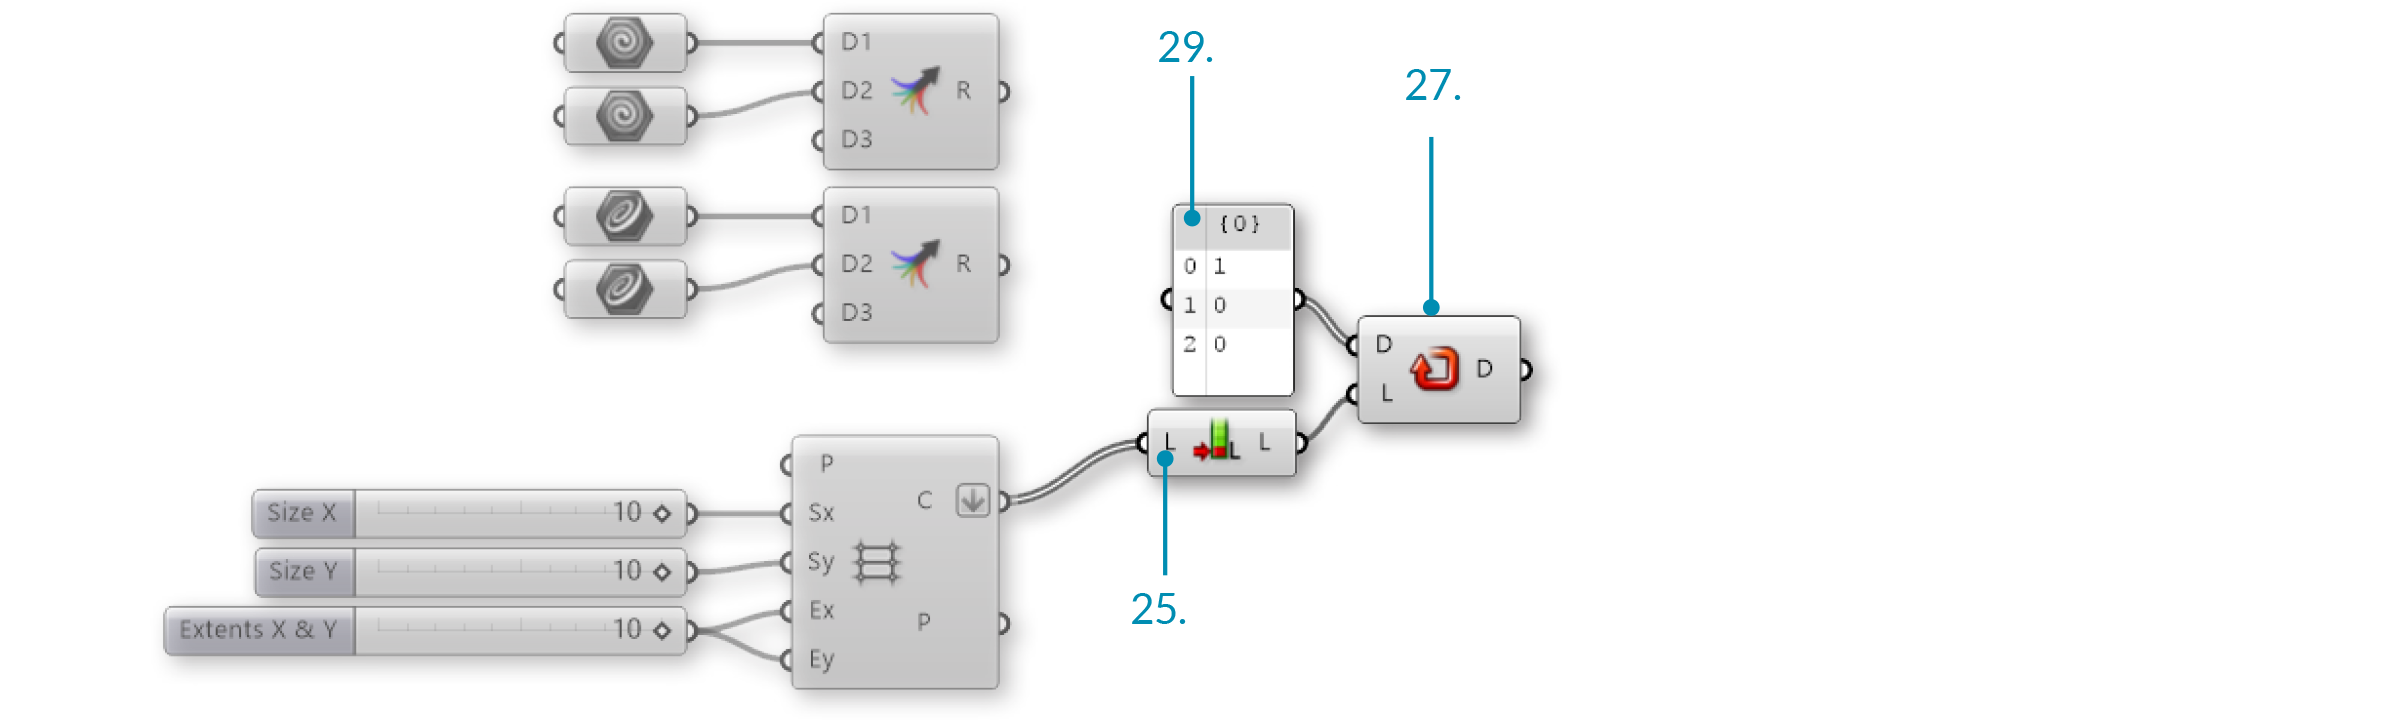 29.
27.
D1
D2
D3
R
D1
D2
D3
R
{0}
0 1
1 0
2 0
D
L
D
L
L
25.
Size X 10
Size Y 10
Extents X & Y 10
P
Sx
Sy
Ex
Ey
C
P